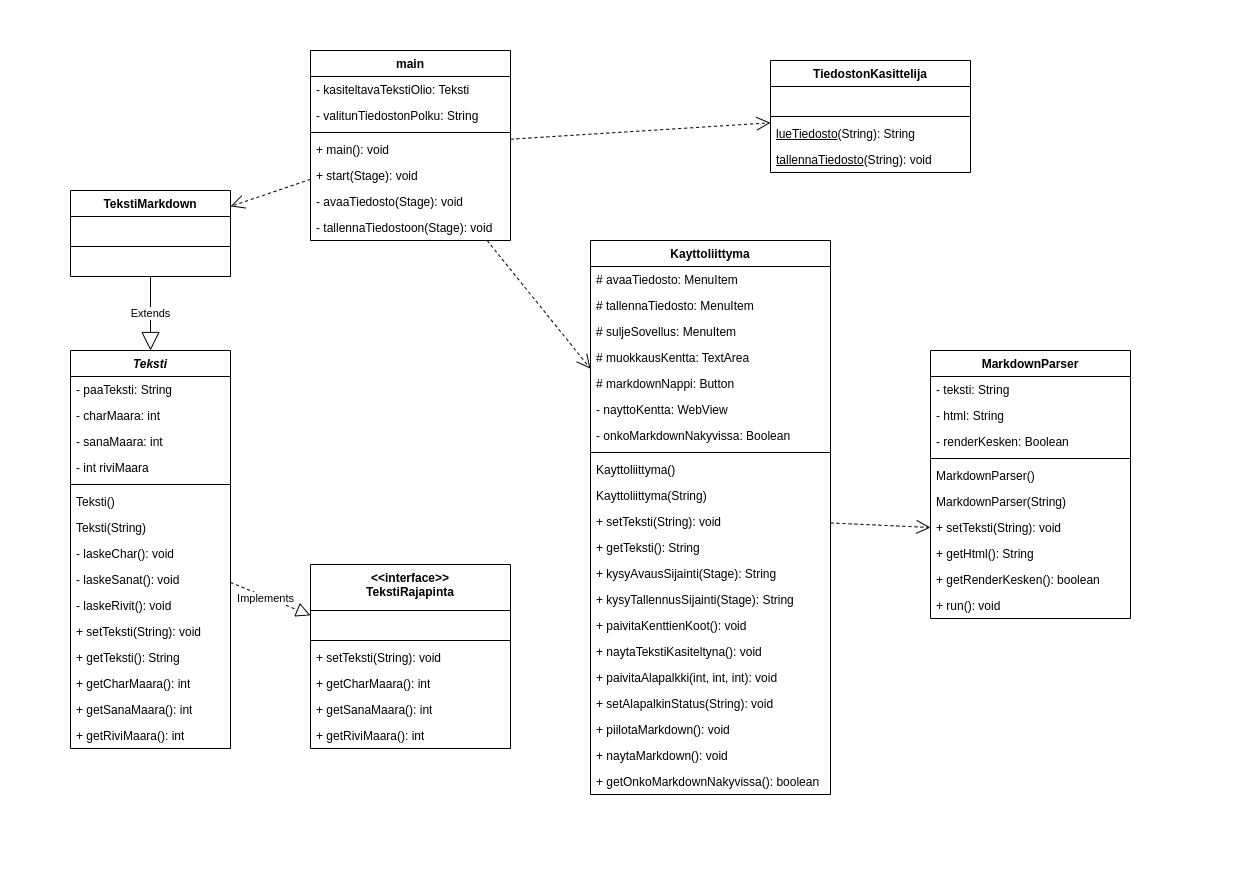 main
- kasiteltavaTekstiOlio: Teksti
- valitunTiedostonPolku: String
+ main(): void
+ start(Stage): void
- avaaTiedosto(Stage): void
- tallennaTiedostoon(Stage): void
TiedostonKasittelija
lueTiedosto(String): String
tallennaTiedosto(String): void
TekstiMarkdown
Extends
Teksti
- paaTeksti: String
- charMaara: int
- sanaMaara: int
- int riviMaara
Teksti()
Teksti(String)
- laskeChar(): void
- laskeSanat(): void
- laskeRivit(): void
+ setTeksti(String): void
+ getTeksti(): String
+ getCharMaara(): int
+ getSanaMaara(): int
+ getRiviMaara(): int
Implements
<<interface>>
TekstiRajapinta
+ setTeksti(String): void
+ getCharMaara(): int
+ getSanaMaara(): int
+ getRiviMaara(): int
Kayttoliittyma
# avaaTiedosto: MenuItem
# tallennaTiedosto: MenuItem
# suljeSovellus: MenuItem
# muokkausKentta: TextArea
# markdownNappi: Button
- nayttoKentta: WebView
- onkoMarkdownNakyvissa: Boolean
Kayttoliittyma()
Kayttoliittyma(String)
+ setTeksti(String): void
+ getTeksti(): String
+ kysyAvausSijainti(Stage): String
+ kysyTallennusSijainti(Stage): String
+ paivitaKenttienKoot(): void
+ naytaTekstiKasiteltyna(): void
+ paivitaAlapalkki(int, int, int): void
+ setAlapalkinStatus(String): void
+ piilotaMarkdown(): void
+ naytaMarkdown(): void
+ getOnkoMarkdownNakyvissa(): boolean
MarkdownParser
- teksti: String
- html: String
- renderKesken: Boolean
MarkdownParser()
MarkdownParser(String)
+ setTeksti(String): void
+ getHtml(): String
+ getRenderKesken(): boolean
+ run(): void